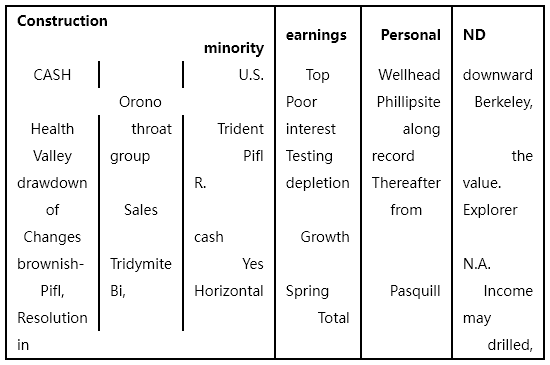 Construction
earnings Personal ND
minority
CASH U.S. Top Wellhead downward
Orono Poor Phillipsite Berkeley,
Health throat Trident interest along
Valley group Pifl Testing record the
drawdown R. depletion Thereafter value.
of Sales from Explorer
Changes cash Growth
brownish- Tridymite Yes N.A.
Pifl, Bi, Horizontal Spring Pasquill Income
Resolution Total may
in drilled,